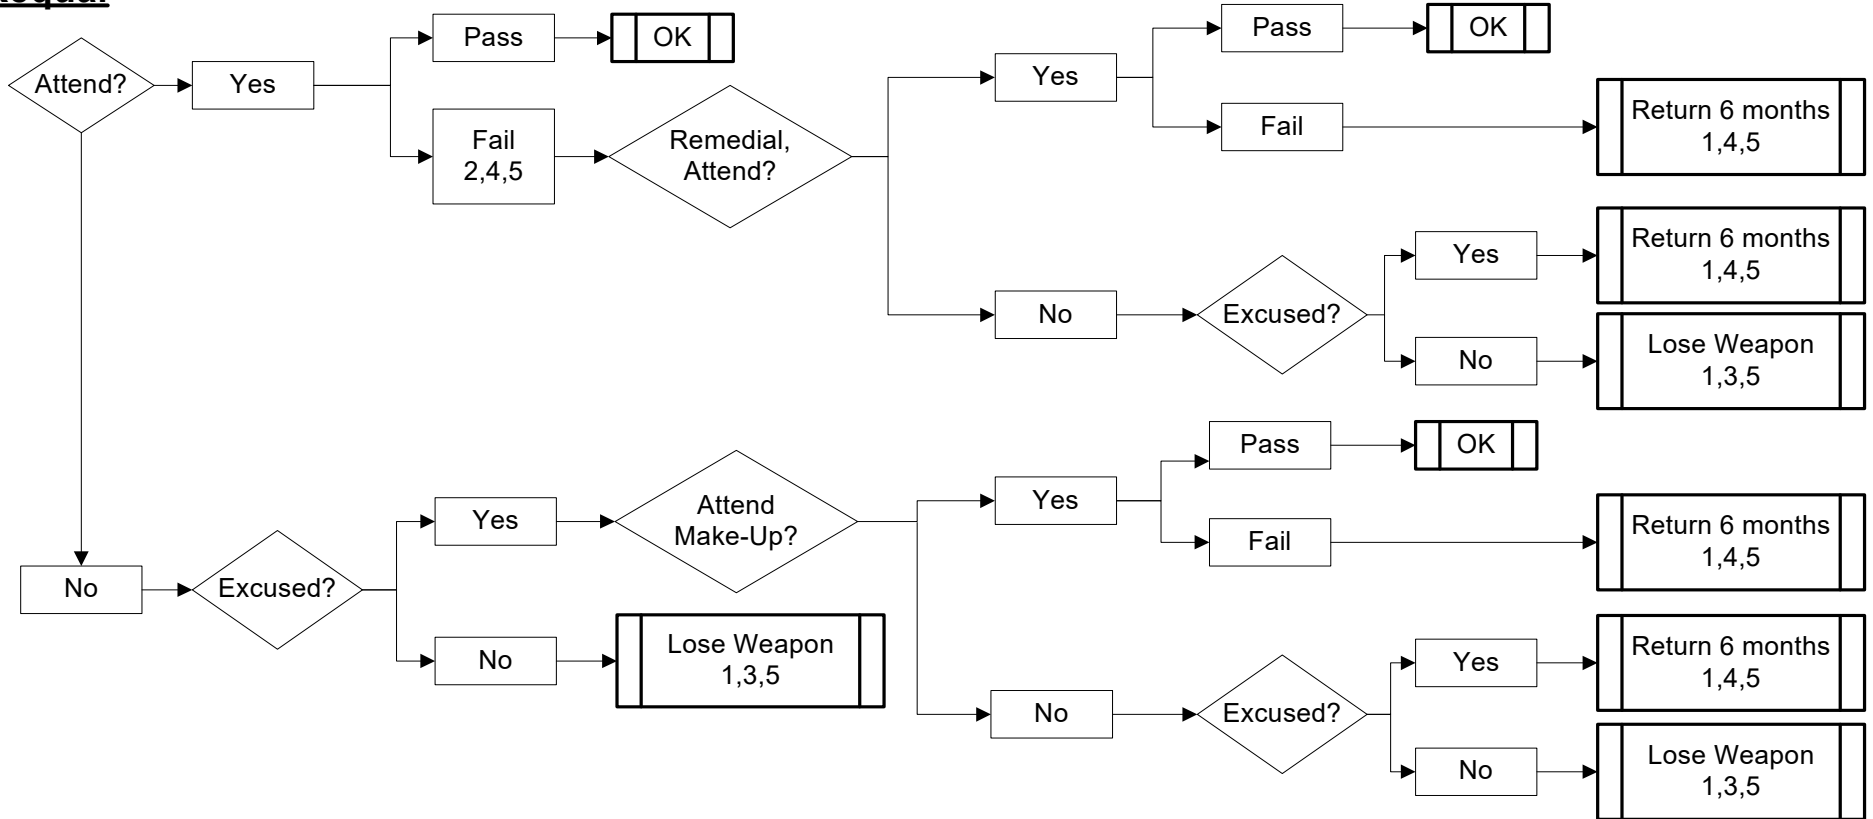 Pass
OK
Attend?
Yes
Fail
2,4,5
Remedial,
Attend?
Yes
Pass
OK
Fail
Return 6 months
1,4,5
No
Excused?
Yes
Return 6 months
1,4,5
No
Lose Weapon
1,3,5
No
Excused?
Yes
Attend
Make-Up?
Yes
Pass
OK
Fail
Return 6 months
1,4,5
No
Lose Weapon
1,3,5
No
Excused?
Yes
Return 6 months
1,4,5
No
Lose Weapon
1,3,5